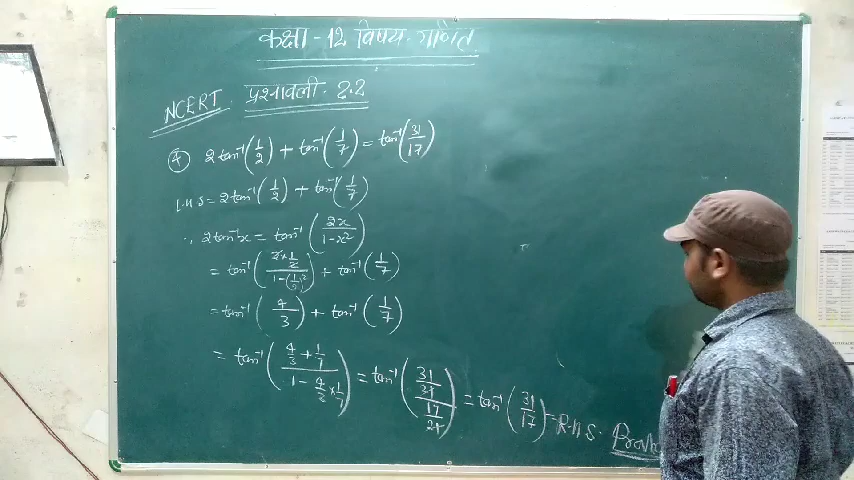 कक्षा - 12 विषय - गणित
NCERT प्रश्नावली - 2.2
④ 2tan⁻¹(1/2) + tan⁻¹(1/7) = tan⁻¹(31/17)
L.H.S = 2tan⁻¹(1/2) + tan⁻¹(1/7)
∵ 2tan⁻¹x = tan⁻¹(2x/(1-x²))
= tan⁻¹((2×1/2)/(1-(1/2)²)) + tan⁻¹(1/7)
= tan⁻¹(4/3) + tan⁻¹(1/7)
= tan⁻¹((4/3 + 1/7)/(1 - 4/3 × 1/7)) = tan⁻¹((31/21)/(17/21)) = tan⁻¹(31/17) = R.H.S.